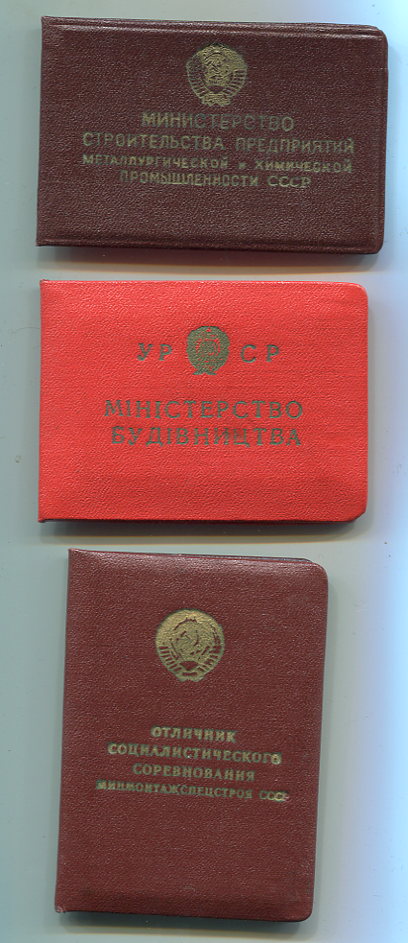 МИНИСТЕРСТВО
СТРОИТЕЛЬСТВА ПРЕДПРИЯТИЙ
МЕТАЛЛУРГИЧЕСКОЙ и ХИМИЧЕСКОЙ
ПРОМЫШЛЕННОСТИ СССР
УР СР
МІНІСТЕРСТВО
БУДІВНИЦТВА
ОТЛИЧНИК
СОЦИАЛИСТИЧЕСКОГО
СОРЕВНОВАНИЯ
МИНМОНТАЖСПЕЦСТРОЯ СССР